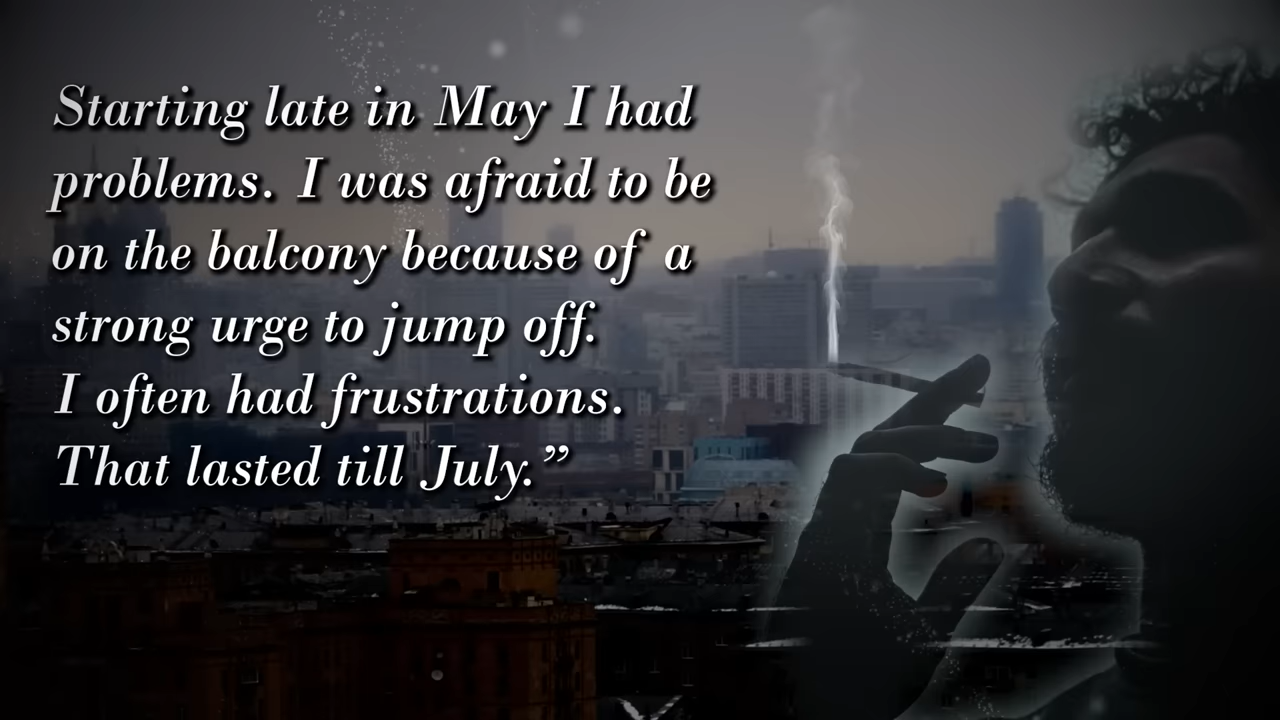 Starting late in May I had
problems. I was afraid to be
on the balcony because of a
strong urge to jump off.
I often had frustrations.
That lasted till July.”